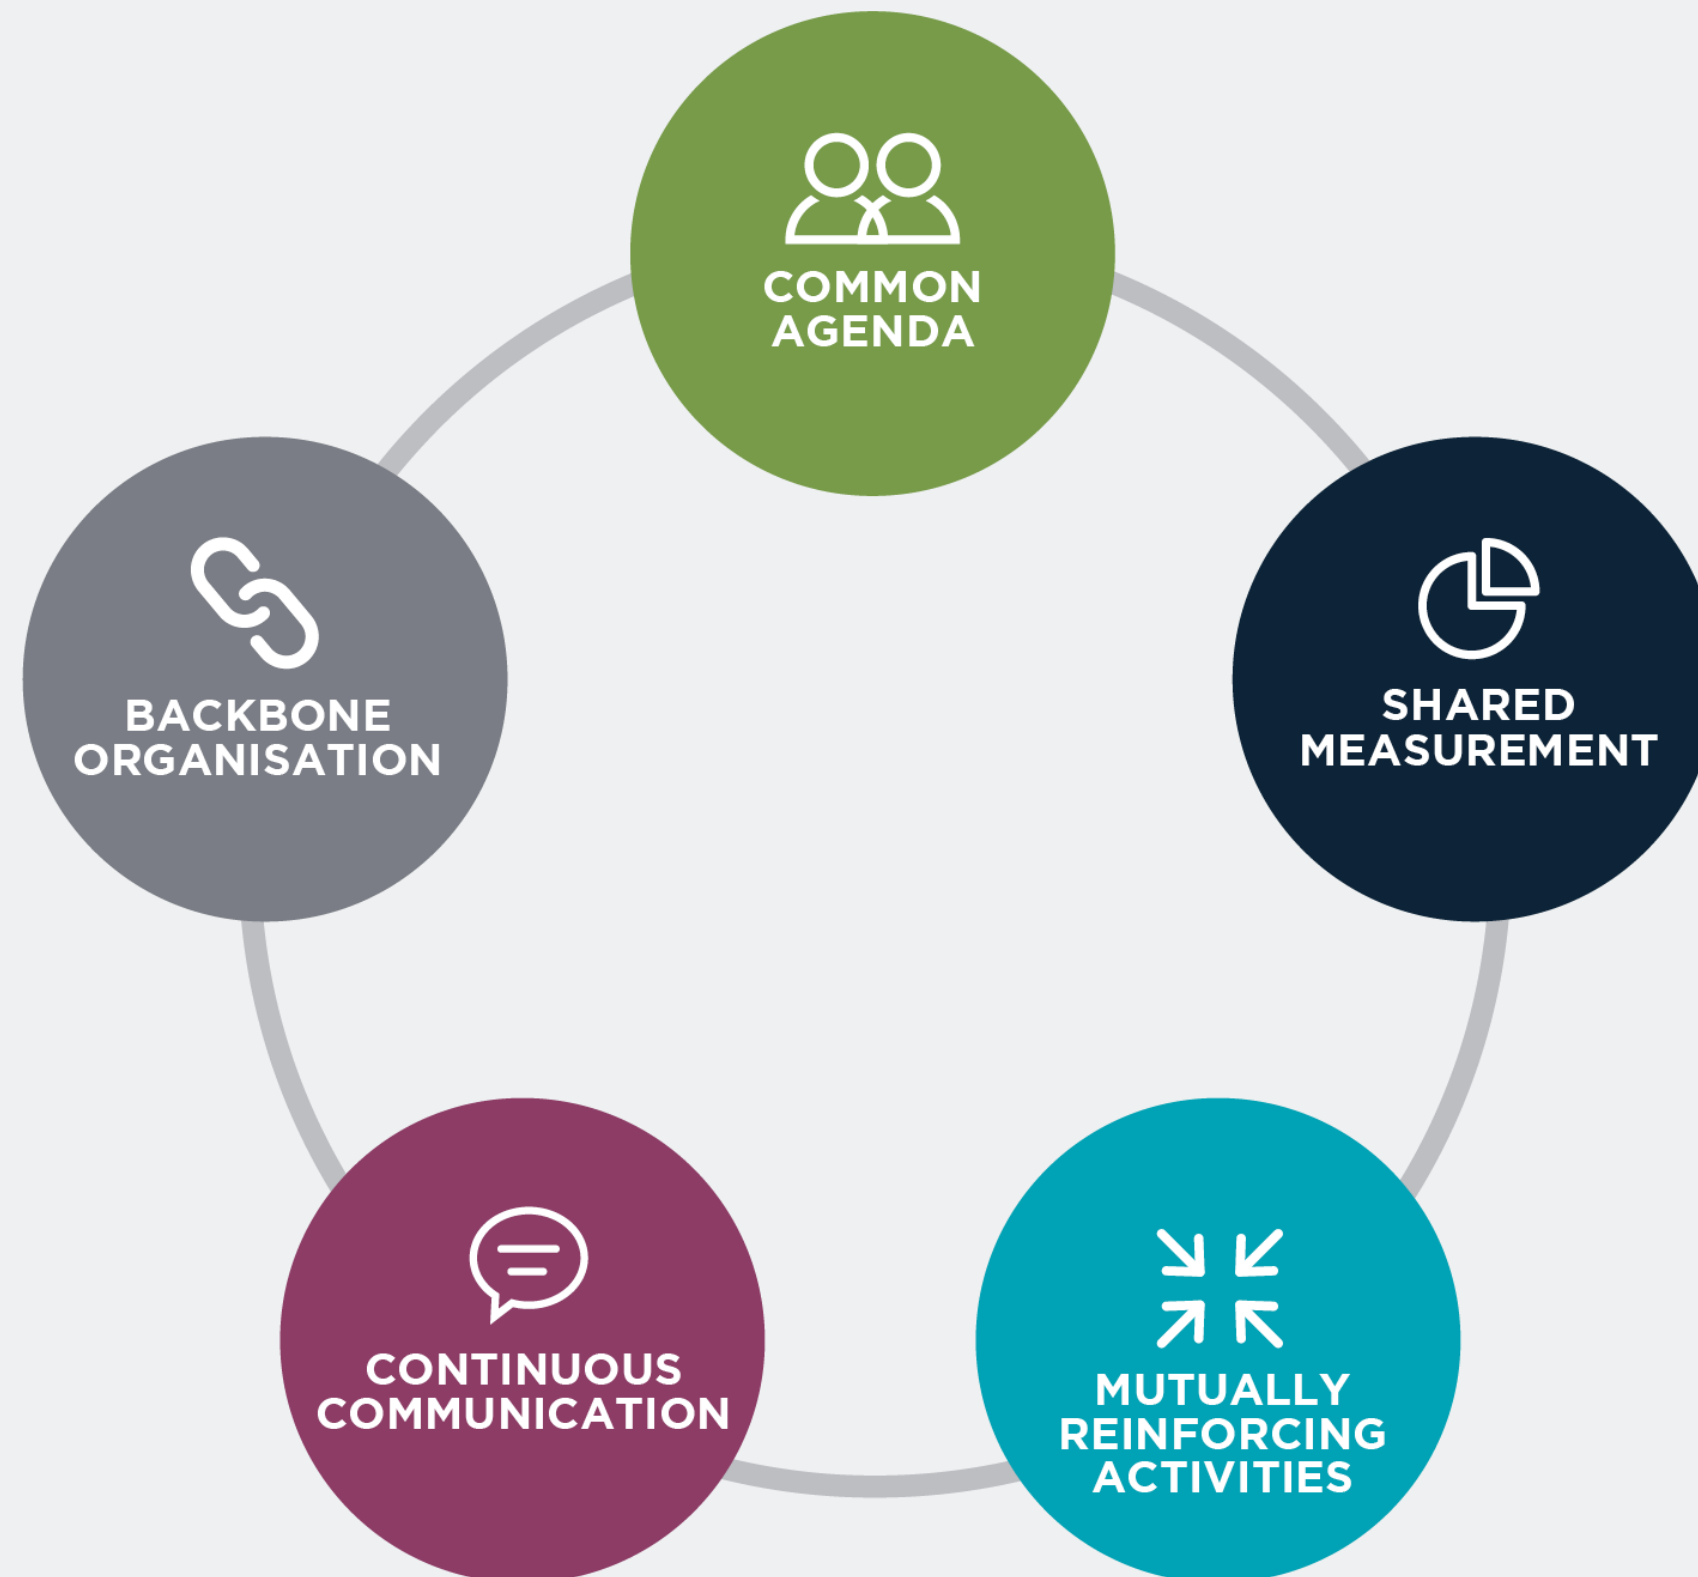 COMMON
AGENDA
BACKBONE
ORGANISATION
SHARED
MEASUREMENT
CONTINUOUS
COMMUNICATION
MUTUALLY
REINFORCING
ACTIVITIES